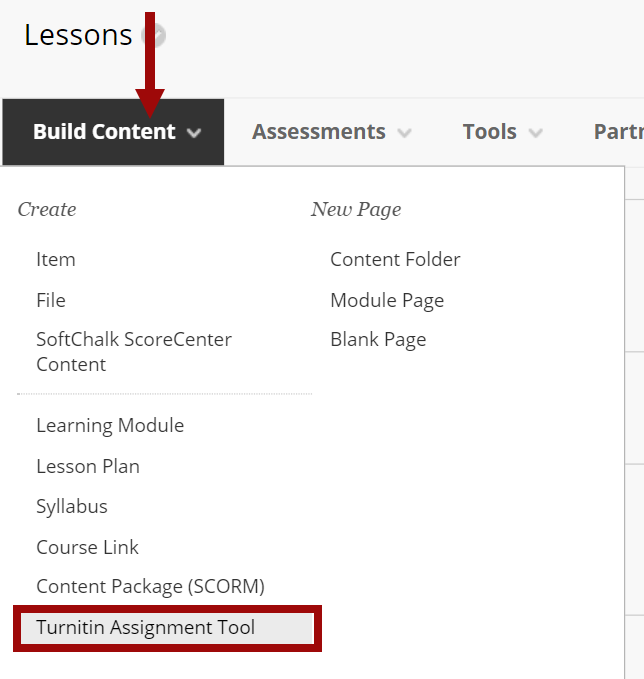 Lessons
Build Content
Assessments
Tools
Create
Item
File
SoftChalk ScoreCenter
Content
Learning Module
Lesson Plan
Syllabus
Course Link
Content Package (SCORM)
Turnitin Assignment Tool
New Page
Content Folder
Module Page
Blank Page